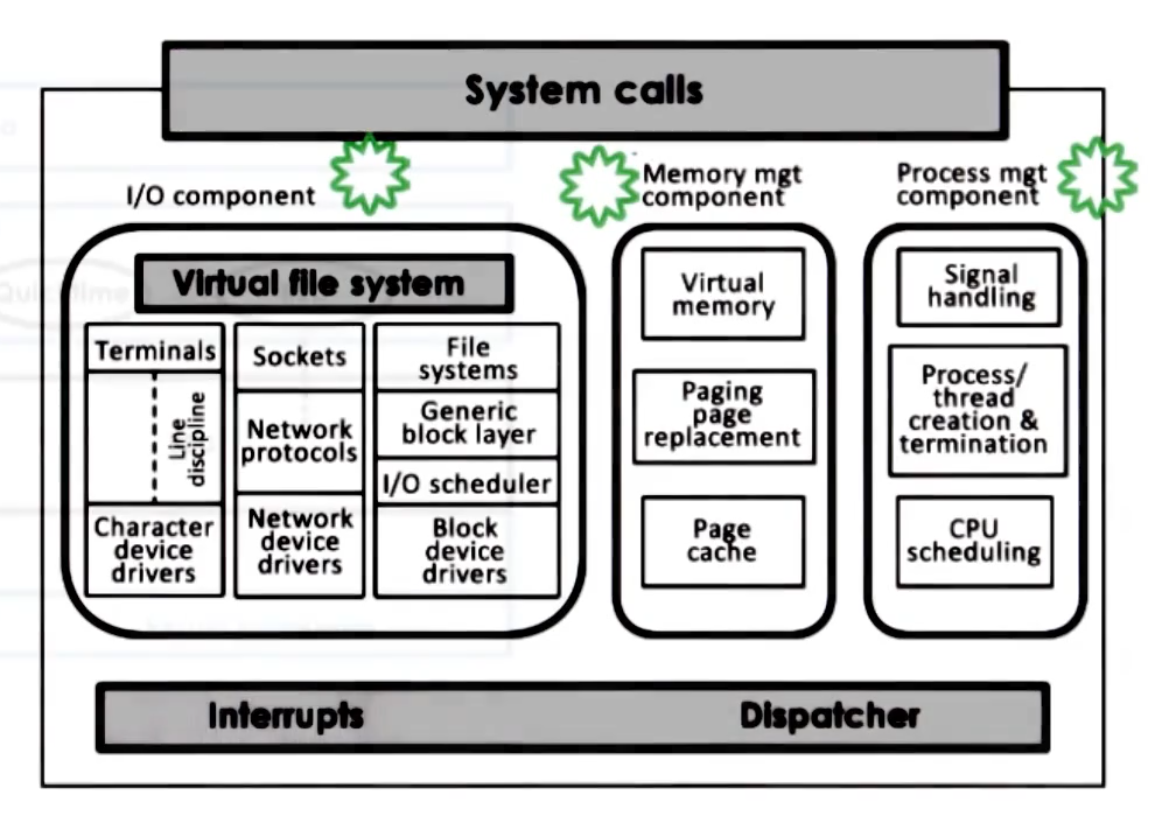 System calls
I/O component
Memory mgt
component
Process mgt
component
Virtual file system
Terminals
Line
discipline
Character
device
drivers
Sockets
Network
protocols
Network
device
drivers
File
systems
Generic
block layer
I/O scheduler
Block
device
drivers
Virtual
memory
Paging
page
replacement
Page
cache
Signal
handling
Process/
thread
creation &
termination
CPU
scheduling
Interrupts
Dispatcher